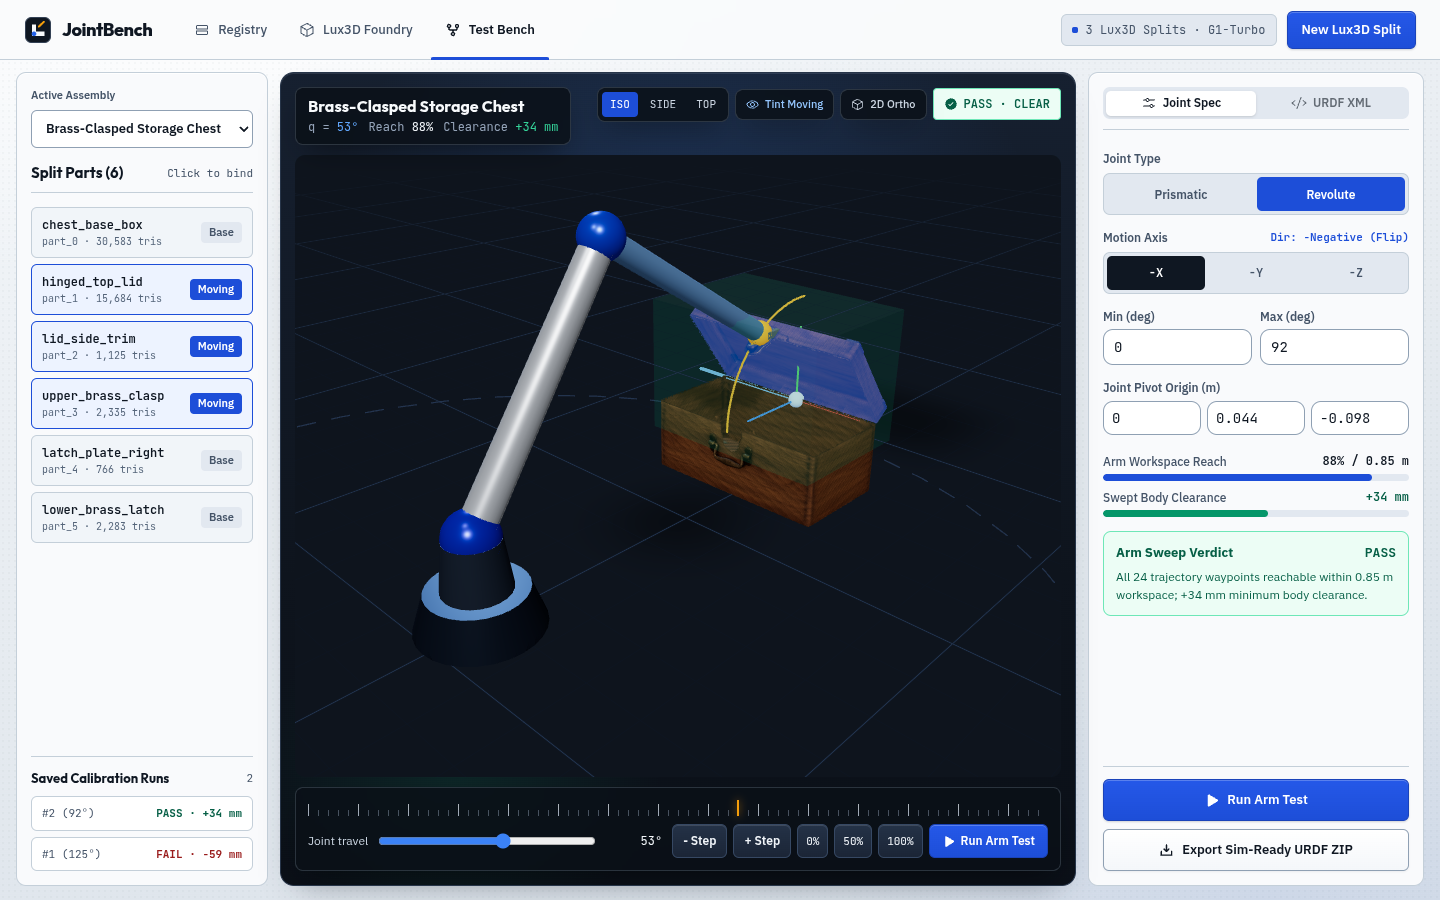 JointBench
Registry
Lux3D Foundry
Test Bench
3 Lux3D Splits · G1-Turbo
New Lux3D Split
Active Assembly
Brass-Clasped Storage Chest
Split Parts (6)
Click to bind
chest_base_box
part_0 · 30,583 tris
Base
hinged_top_lid
part_1 · 15,684 tris
Moving
lid_side_trim
part_2 · 1,125 tris
Moving
upper_brass_clasp
part_3 · 2,335 tris
Moving
latch_plate_right
part_4 · 766 tris
Base
lower_brass_latch
part_5 · 2,283 tris
Base
Saved Calibration Runs
2
#2 (92°)
PASS · +34 mm
#1 (125°)
FAIL · -59 mm
Brass-Clasped Storage Chest
q = 53° Reach 88% Clearance +34 mm
ISO
SIDE
TOP
Tint Moving
2D Ortho
PASS · CLEAR
Joint travel
53°
- Step
+ Step
0%
50%
100%
Run Arm Test
Joint Spec
</> URDF XML
Joint Type
Prismatic
Revolute
Motion Axis
Dir: -Negative (Flip)
-X
-Y
-Z
Min (deg)
Max (deg)
0
92
Joint Pivot Origin (m)
0
0.044
-0.098
Arm Workspace Reach
88% / 0.85 m
Swept Body Clearance
+34 mm
Arm Sweep Verdict
PASS
All 24 trajectory waypoints reachable within 0.85 m
workspace; +34 mm minimum body clearance.
Run Arm Test
Export Sim-Ready URDF ZIP